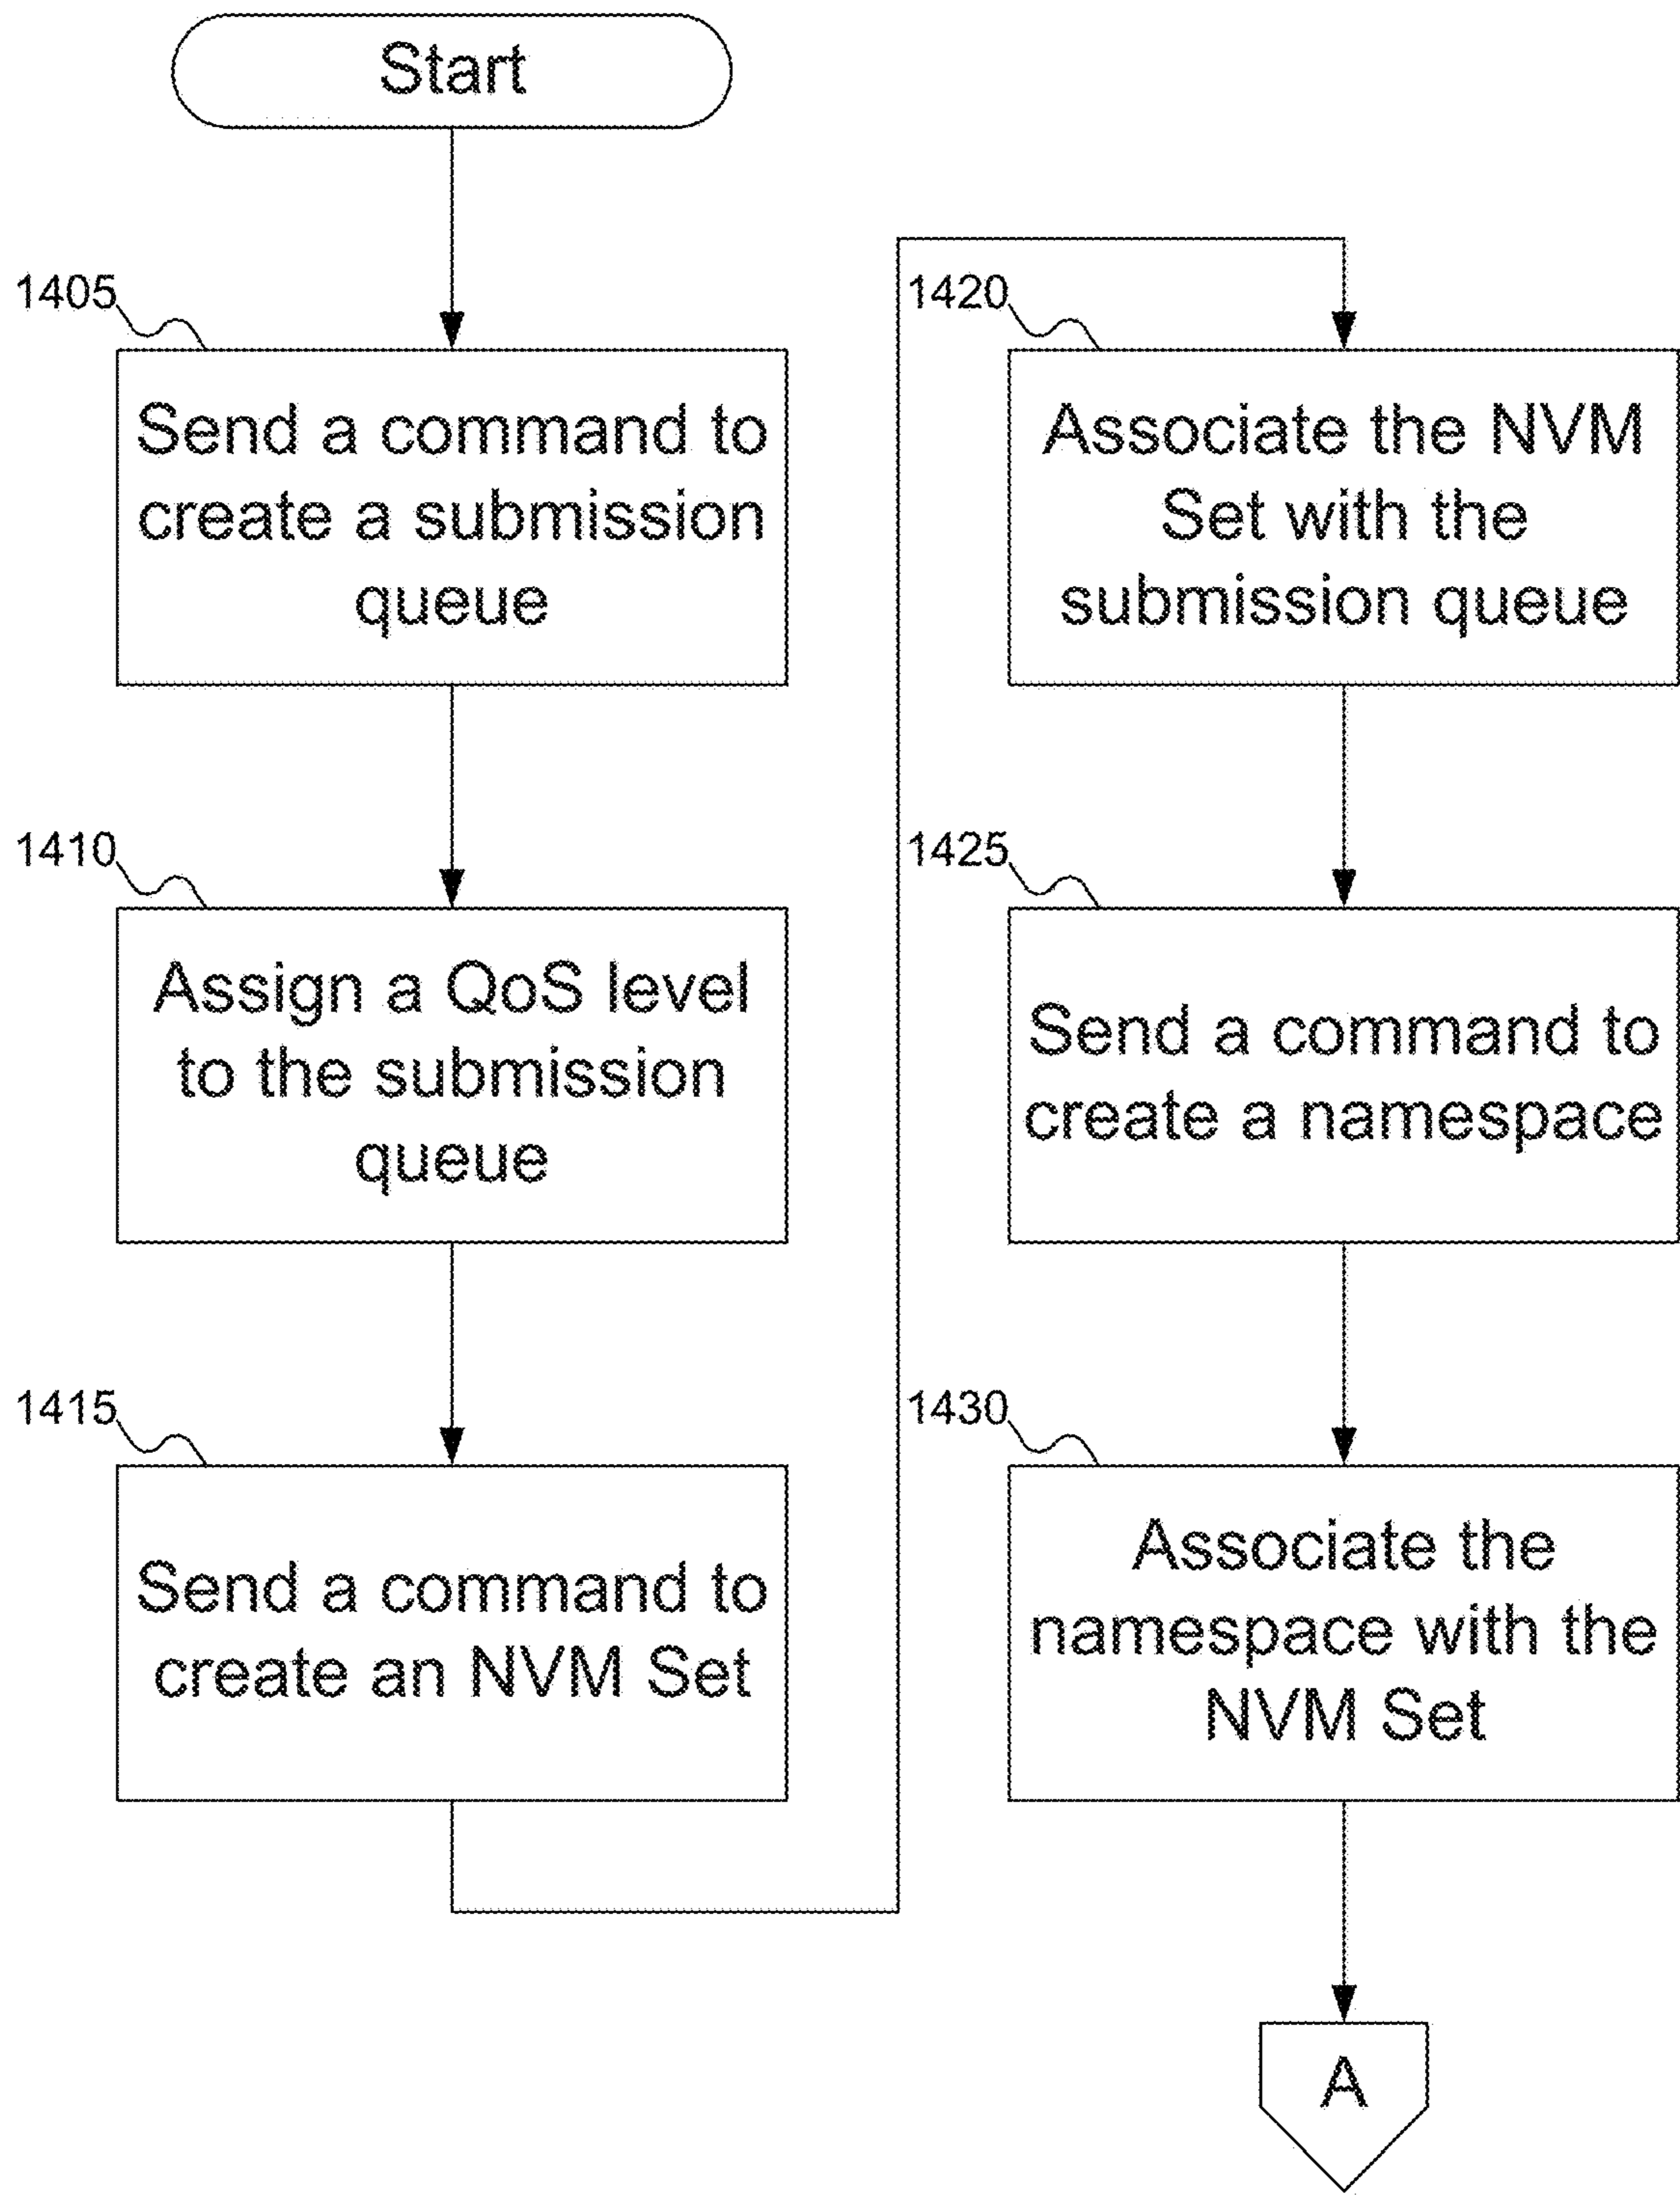 Start
1405
Send a command to
create a submission
queue
1410
Assign a QoS level
to the submission
queue
1415
Send a command to
create an NVM Set
1420
Associate the NVM
Set with the
submission queue
1425
Send a command to
create a namespace
1430
Associate the
namespace with the
NVM Set
A